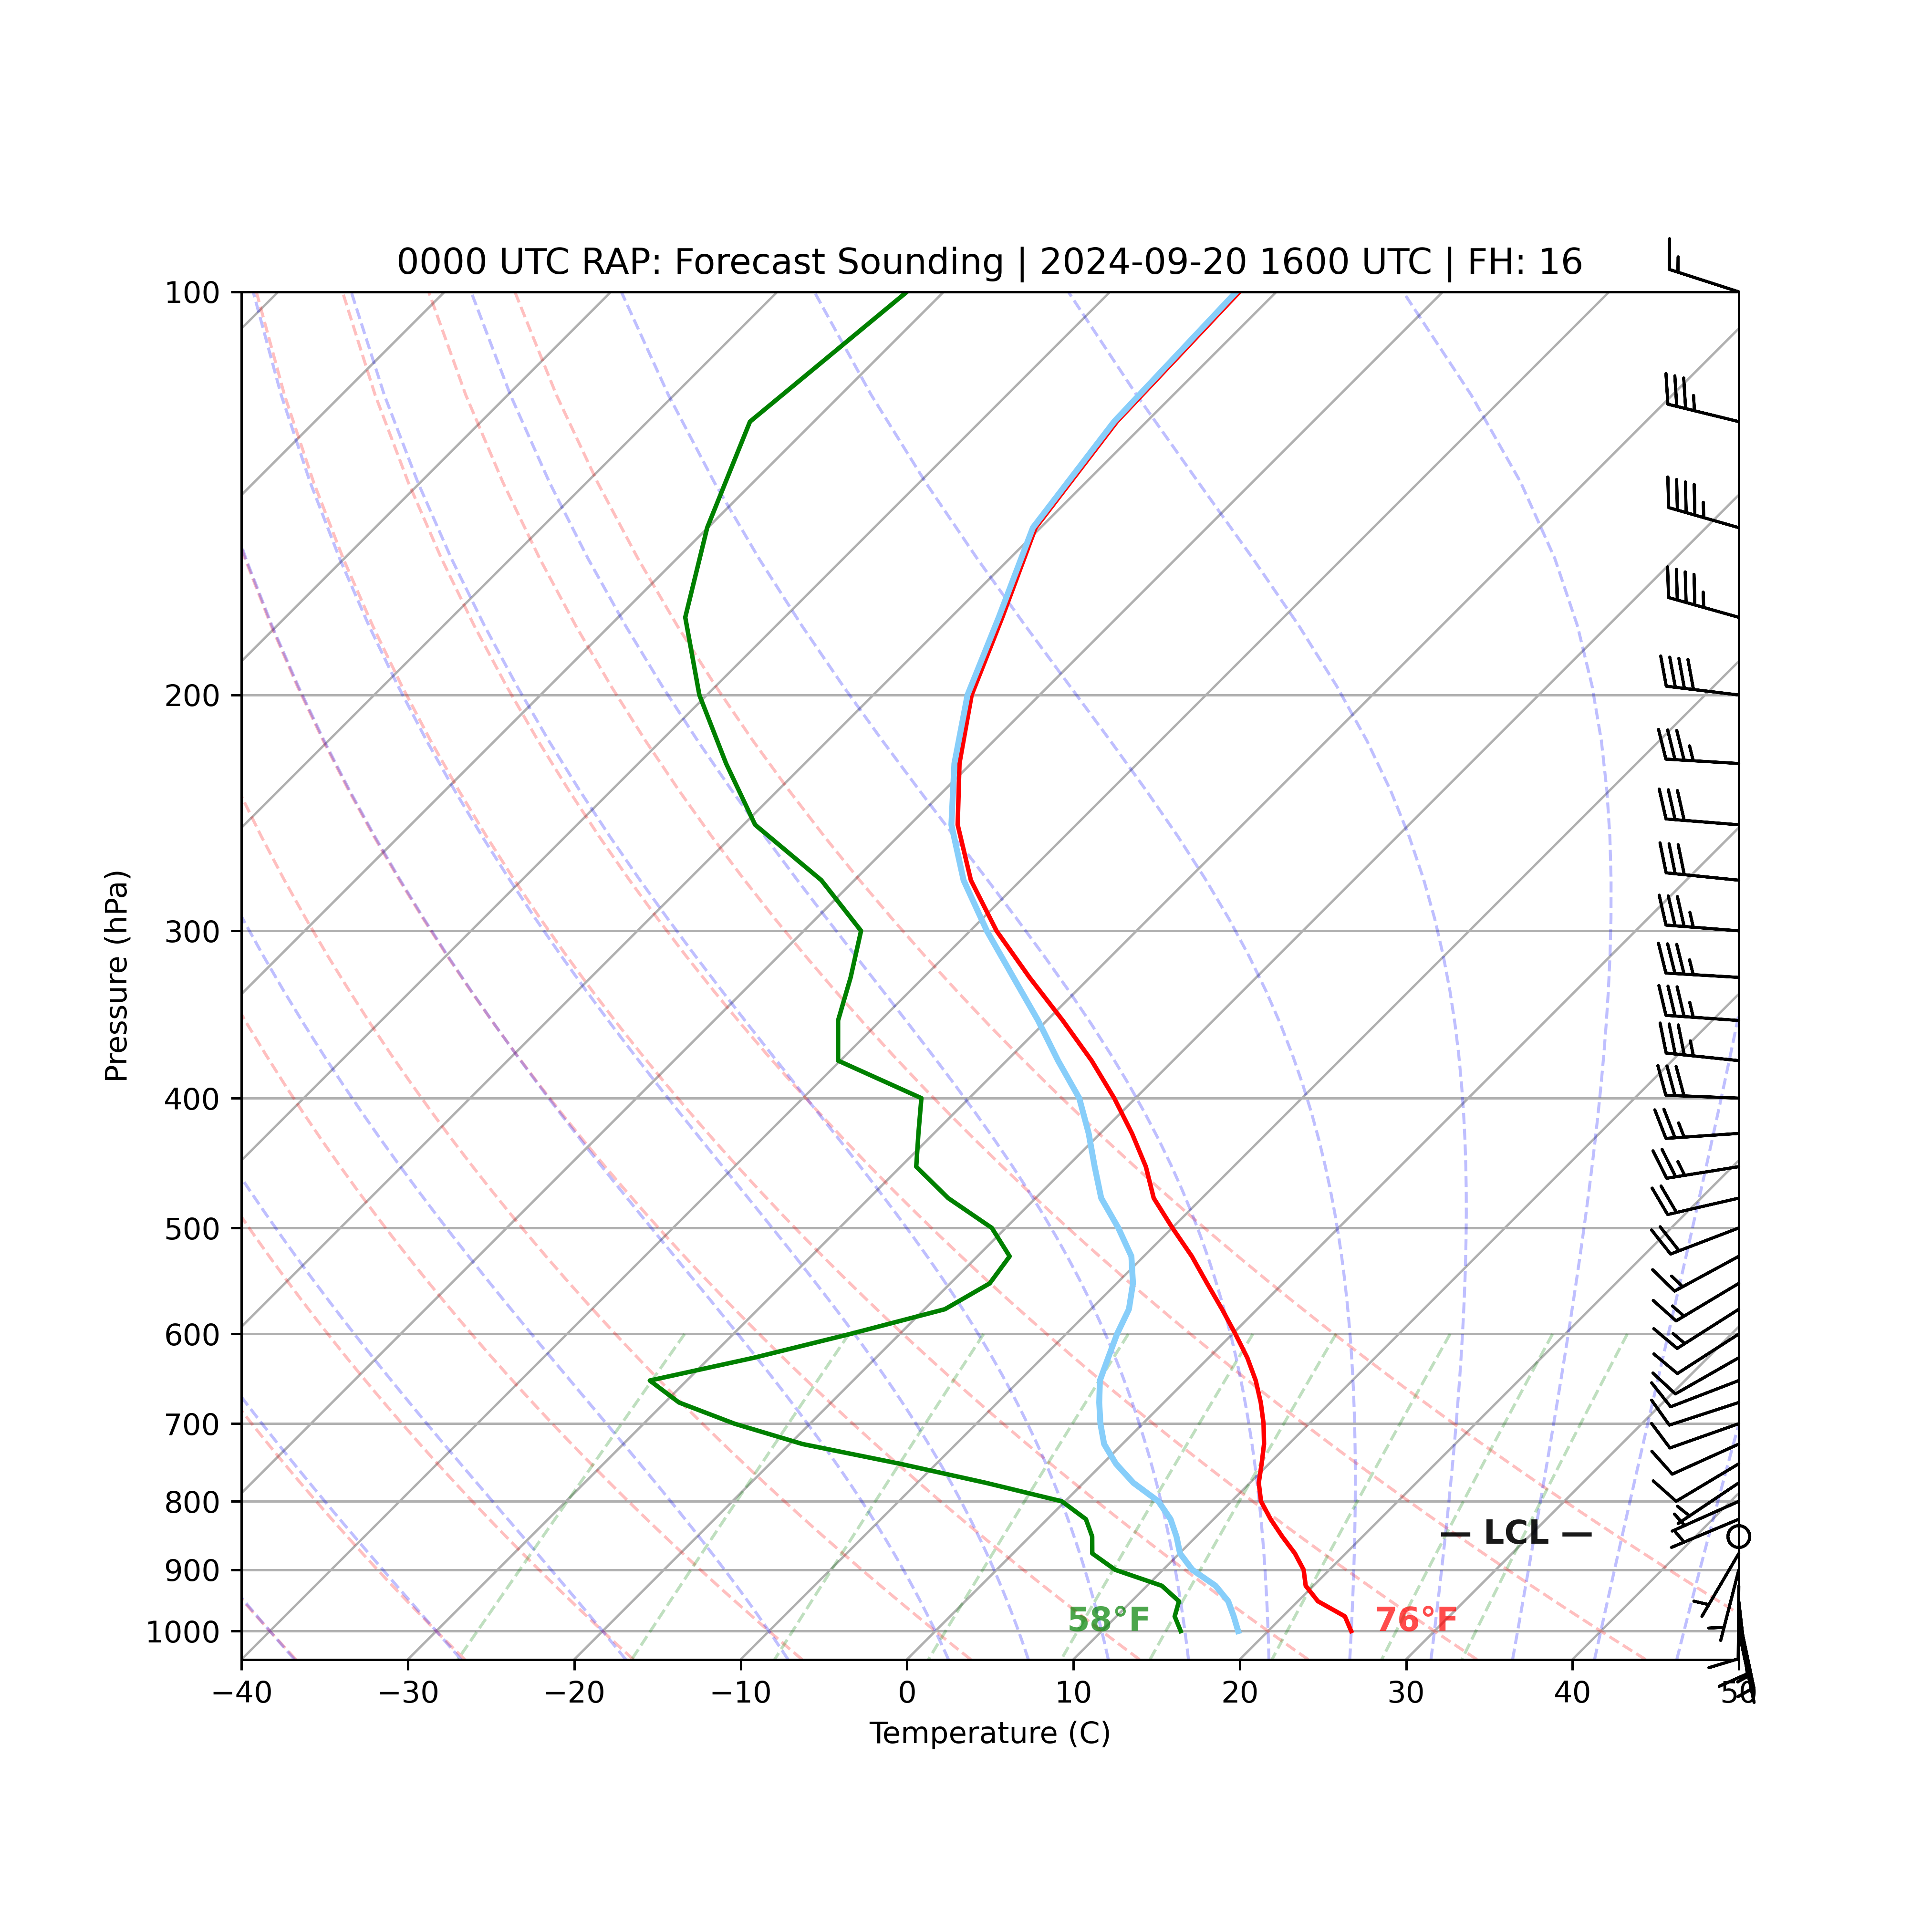 0000 UTC RAP: Forecast Sounding | 2024-09-20 1600 UTC | FH: 16
100
200
300
400
500
600
700
800
900
1000
Pressure (hPa)
— LCL —
58°F
76°F
−40 −30 −20 −10 0 10 20 30 40 50
Temperature (C)